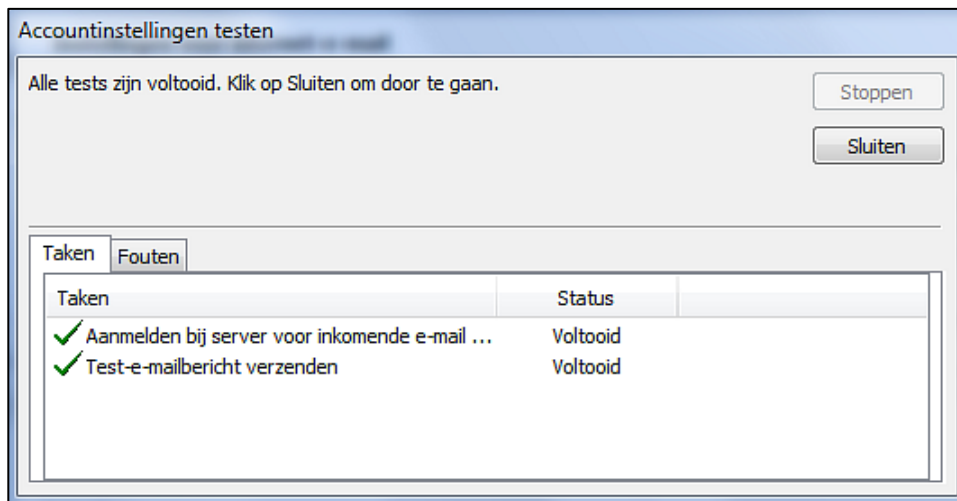 Accountinstellingen testen
Alle tests zijn voltooid. Klik op Sluiten om door te gaan.
Stoppen
Sluiten
Taken Fouten
Taken Status
Aanmelden bij server voor inkomende e-mail ... Voltooid
Test-e-mailbericht verzenden Voltooid